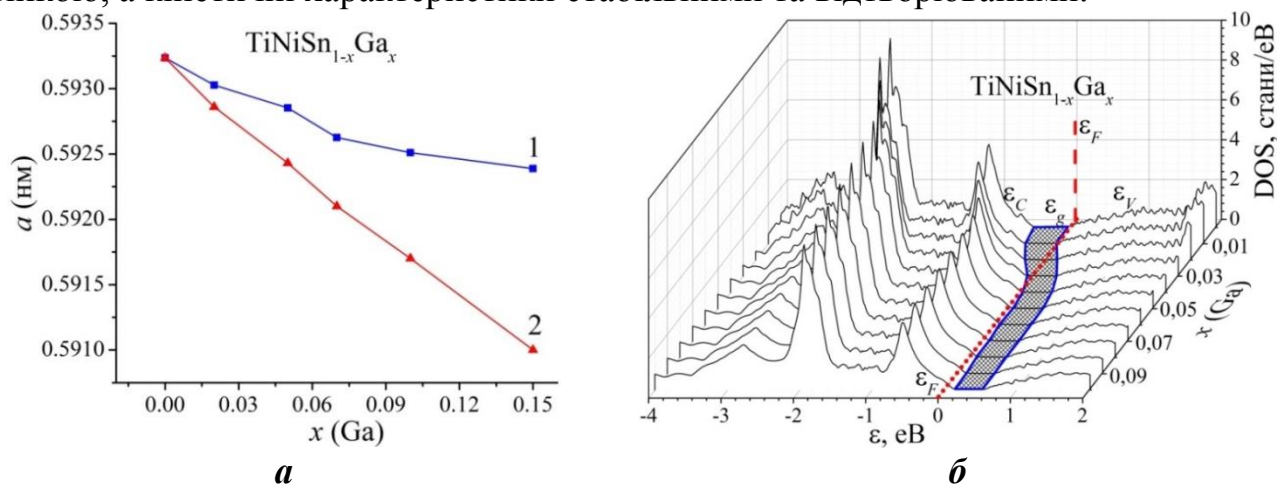 TiNiSn1-xGax
a (нм)
0.5935
0.5930
0.5925
0.5920
0.5915
0.5910
1
2
0.00 0.03 0.06 0.09 0.12 0.15
x (Ga)
а
TiNiSn1-xGax
DOS, стани/еВ
10
8
6
4
2
0
εF
εC εg εV
0,01
0,03
0,05
0,07
0,09
x (Ga)
εF
-4 -3 -2 -1 0 1 2
ε, еВ
б